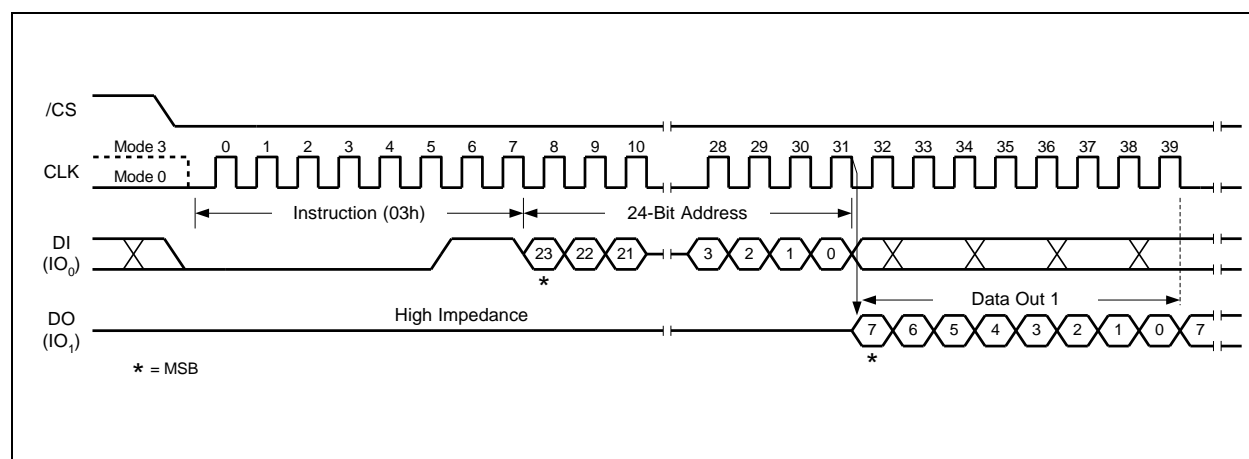 /CS
Mode 3 0 1 2 3 4 5 6 7 8 9 10 28 29 30 31 32 33 34 35 36 37 38 39
CLK
Mode 0
Instruction (03h) 24-Bit Address
DI
(IO0) 23 22 21 3 2 1 0
*
Data Out 1
High Impedance
DO
(IO1) 7 6 5 4 3 2 1 0 7
*
* = MSB